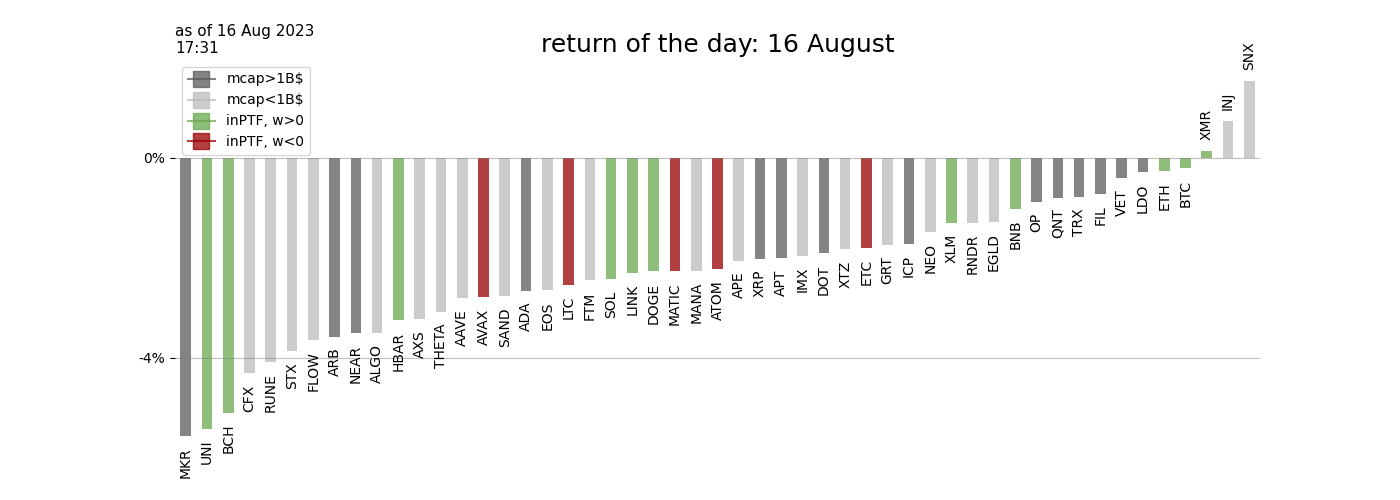 as of 16 Aug 2023
17:31
return of the day: 16 August
mcap>1B$
mcap<1B$
inPTF, w>0
inPTF, w<0
0%
-4%
MKR
UNI
BCH
CFX
RUNE
STX
FLOW
ARB
NEAR
ALGO
HBAR
AXS
THETA
AAVE
AVAX
SAND
ADA
EOS
LTC
FTM
SOL
LINK
DOGE
MATIC
MANA
ATOM
APE
XRP
APT
IMX
DOT
XTZ
ETC
GRT
ICP
NEO
XLM
RNDR
EGLD
BNB
OP
QNT
TRX
FIL
VET
LDO
ETH
BTC
XMR
INJ
SNX